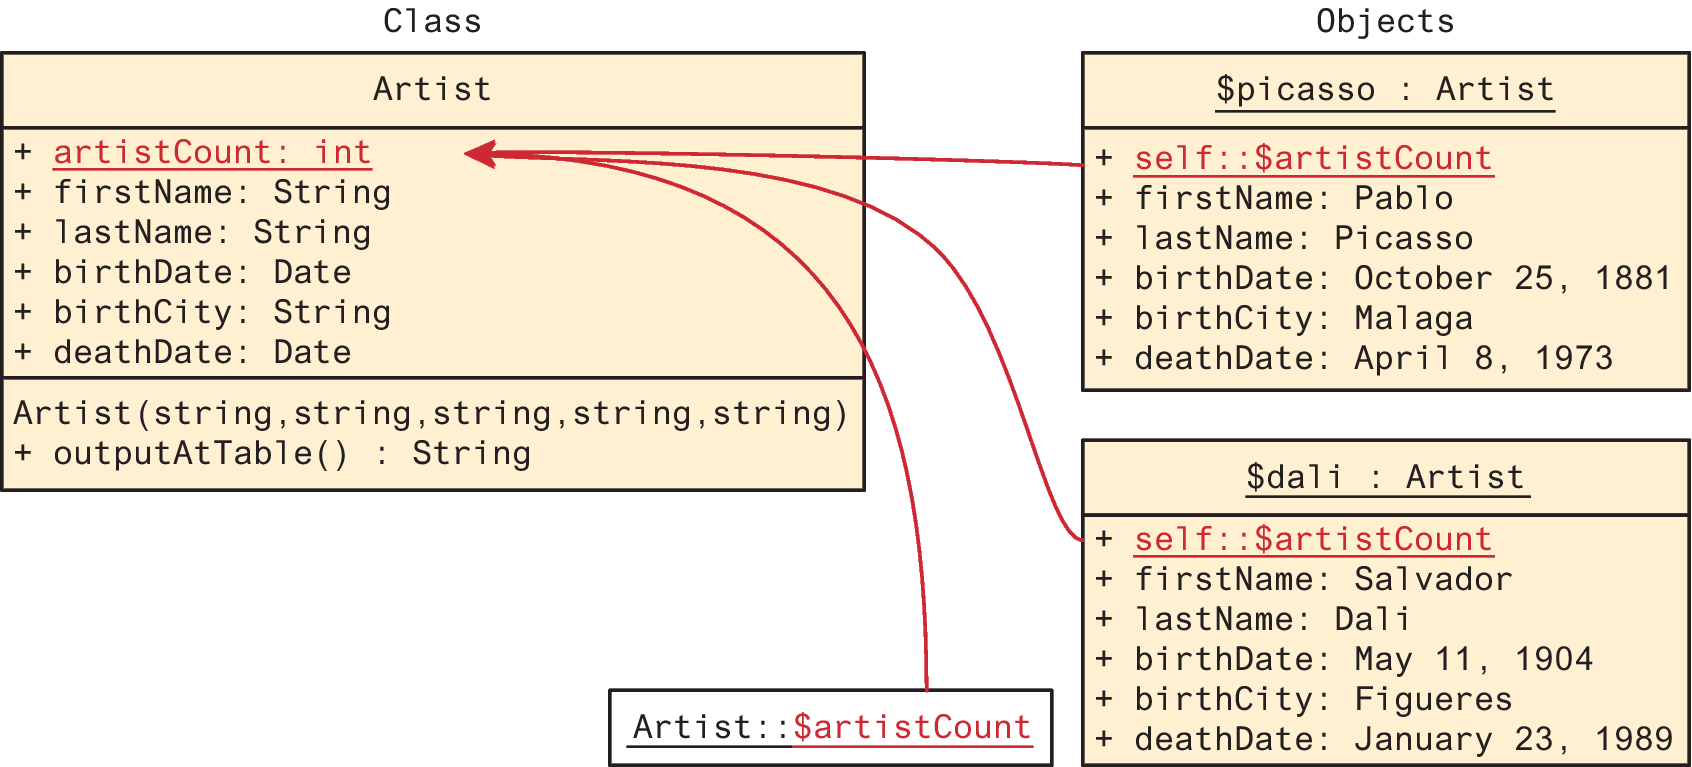 Class
Artist
+ artistCount: int
+ firstName: String
+ lastName: String
+ birthDate: Date
+ birthCity: String
+ deathDate: Date
Artist(string,string,string,string,string)
+ outputAtTable() : String
Objects
$picasso : Artist
+ self::$artistCount
+ firstName: Pablo
+ lastName: Picasso
+ birthDate: October 25, 1881
+ birthCity: Malaga
+ deathDate: April 8, 1973
$dali : Artist
+ self::$artistCount
+ firstName: Salvador
+ lastName: Dali
+ birthDate: May 11, 1904
+ birthCity: Figueres
+ deathDate: January 23, 1989
Artist::$artistCount